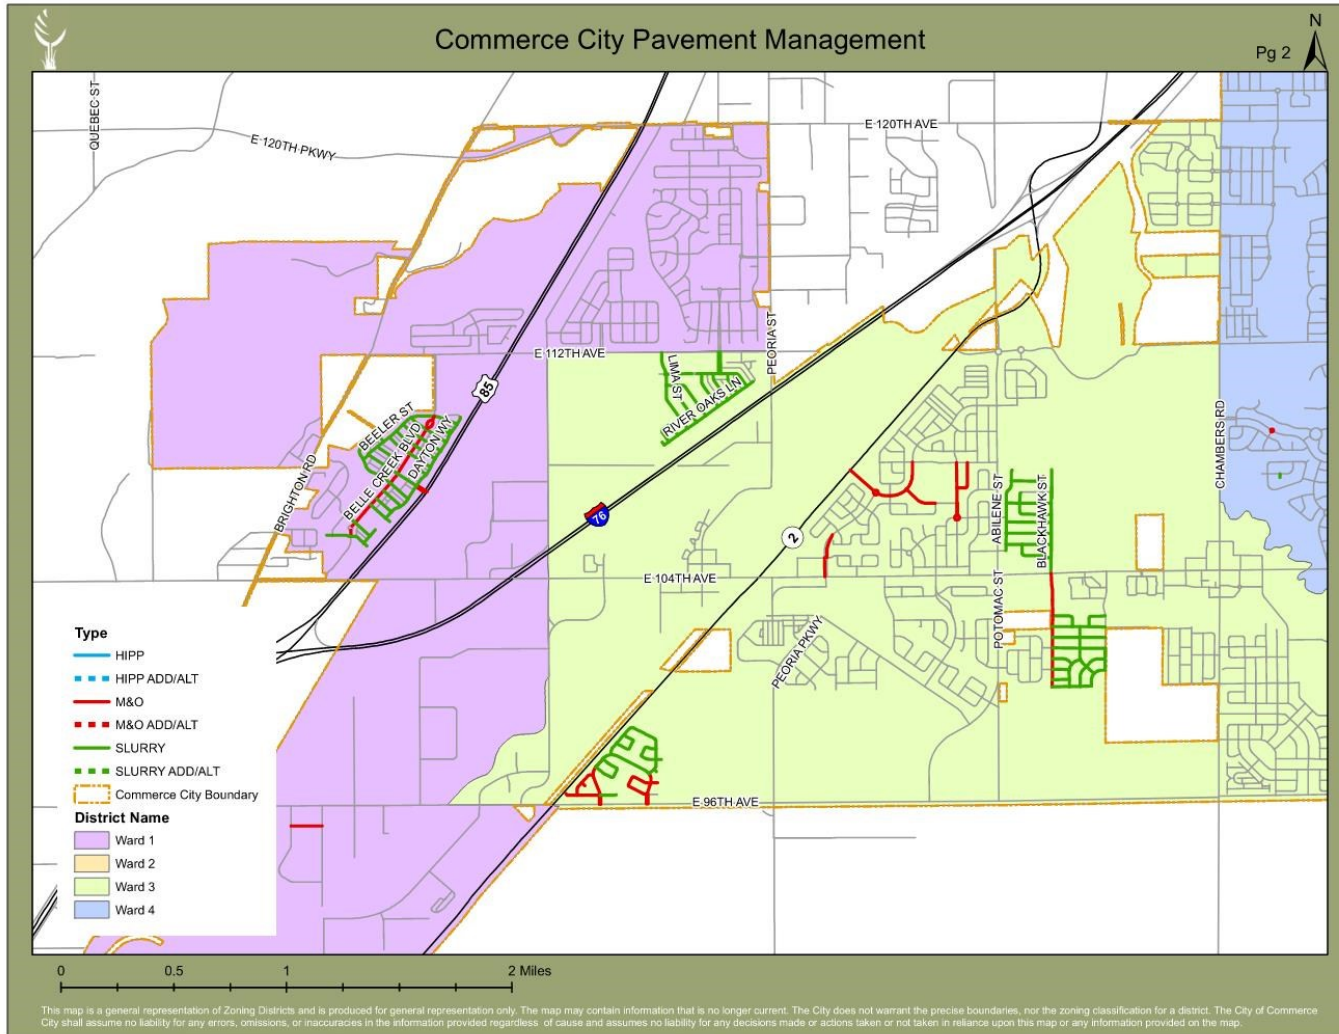 Commerce City Pavement Management
Pg 2
N
QUEBEC ST
E 120TH PKWY
E 120TH AVE
PEORIA ST
E 112TH AVE
LIMA ST
RIVER OAKS LN
85
BEELER ST
BELLE CREEK BLVD
DAYTON WY
BRIGHTON RD
CHAMBERS RD
ABILENE ST
BLACKHAWK ST
76
2
E 104TH AVE
POTOMAC ST
PEORIA PKWY
E 96TH AVE
Type
HIPP
HIPP ADD/ALT
M&O
M&O ADD/ALT
SLURRY
SLURRY ADD/ALT
Commerce City Boundary
District Name
Ward 1
Ward 2
Ward 3
Ward 4
0 0.5 1 2 Miles
This map is a general representation of Zoning Districts and is produced for general representation only. The map may contain information that is no longer current. The City does not warrant the precise boundaries, nor the zoning classification for a district. The City of Commerce
City shall assume no liability for any errors, omissions, or inaccuracies in the information provided regardless of cause and assumes no liability for any decisions made or actions taken or not taken in reliance upon this map or any information provided on the map.